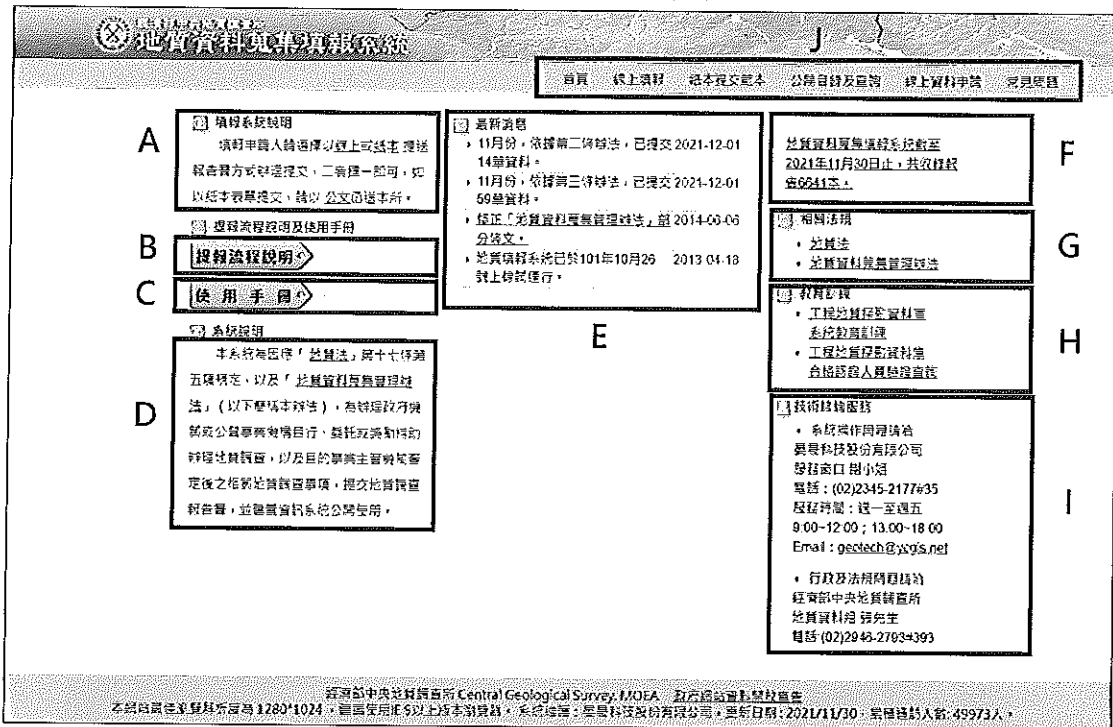 地質資料蒐集填報系統
J
首頁 線上填報 紙本提交範本 公開目錄及查詢 線上資料申請 常見問題
A
填報系統說明
填報申請人請選擇以線上或紙本 提送
報告書方式辦理提交，二者擇一即可，如
以紙本表單提交，請以 公文函送本所。
提報流程說明及使用手冊
B
提報流程說明
C
使用手冊
系統說明
D
本系統為因應「地質法」第十七條第
五項規定，以及「地質資料蒐集管理辦
法」（以下簡稱本辦法），為辦理政府機
關或公營事業機構自行、委託或獎勵補助
辦理地質調查，以及目的事業主管機關審
定後之相關地質調查事項，提交地質調查
報告書，並建置資訊系統公開使用。
最新消息
11月份，依據第二條辦法，已提交 2021-12-01
14筆資料。
11月份，依據第三條辦法，已提交 2021-12-01
59筆資料。
修正「地質資料蒐集管理辦法」部 2014-06-06
分條文。
地質填報系統已於101年10月26 2013-04-18
號上線試運行。
E
地質資料蒐集填報系統截至
2021年11月30日止，共收錄報
告6641本。
F
相關法規
地質法
地質資料蒐集管理辦法
G
教育訓練
工程地質探勘資料庫
系統教育訓練
工程地質探勘資料庫
合格認證人員驗證查詢
H
技術諮詢服務
系統操作問題請洽
昱晟科技股份有限公司
服務窗口 謝小姐
電話：(02)2345-2177#35
服務時間：週一至週五
9:00~12:00；13:00~18:00
Email：geotech@ycgis.net
行政及法規問題請洽
經濟部中央地質調查所
地質資料組 張先生
電話:(02)2946-2793#393
I
經濟部中央地質調查所 Central Geological Survey, MOEA 政府網站資料開放宣告
本網站最佳瀏覽解析度為 1280*1024，建議使用IE 以上版本瀏覽器。系統維護：昱晟科技股份有限公司，更新日期：2021/11/30，累積造訪人數：49973人。